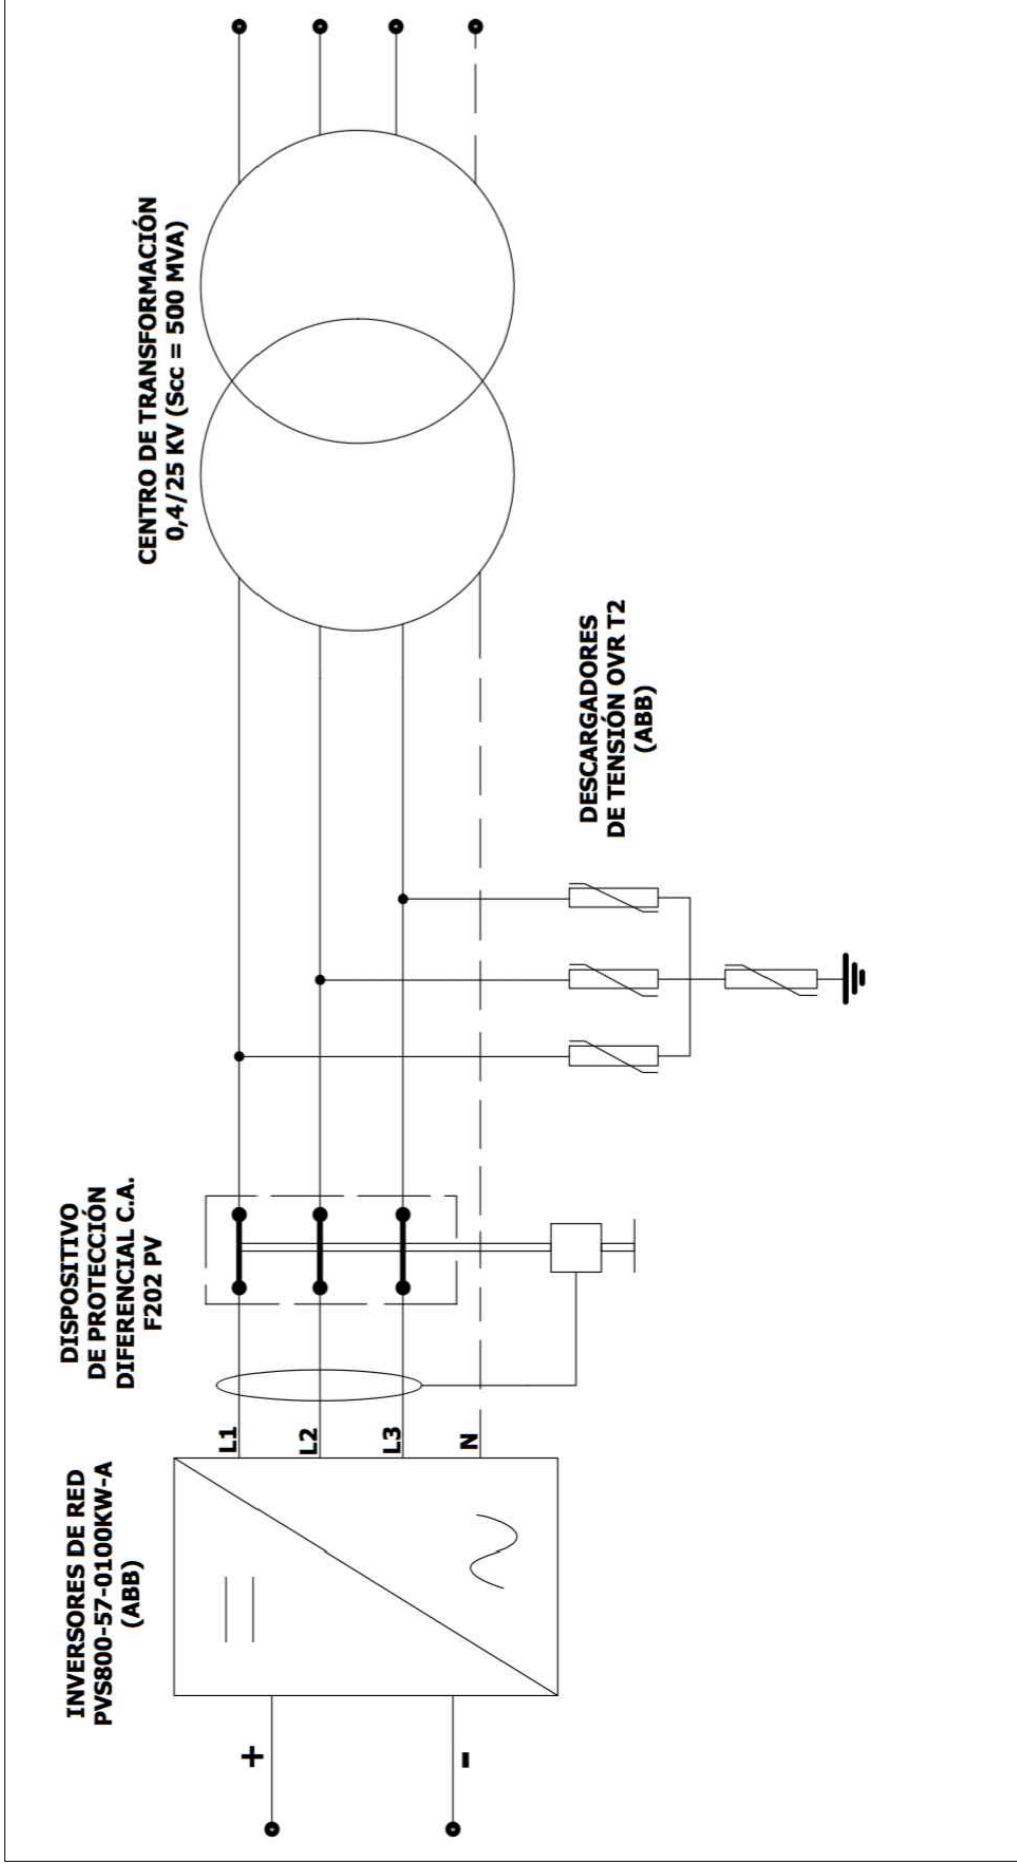 INVERSORES DE RED
PVS800-57-0100KW-A
(ABB)
+
-
L1
L2
L3
N
DISPOSITIVO
DE PROTECCIÓN
DIFERENCIAL C.A.
F202 PV
DESCARGADORES
DE TENSIÓN OVR T2
(ABB)
CENTRO DE TRANSFORMACIÓN
0,4/25 KV (Scc = 500 MVA)